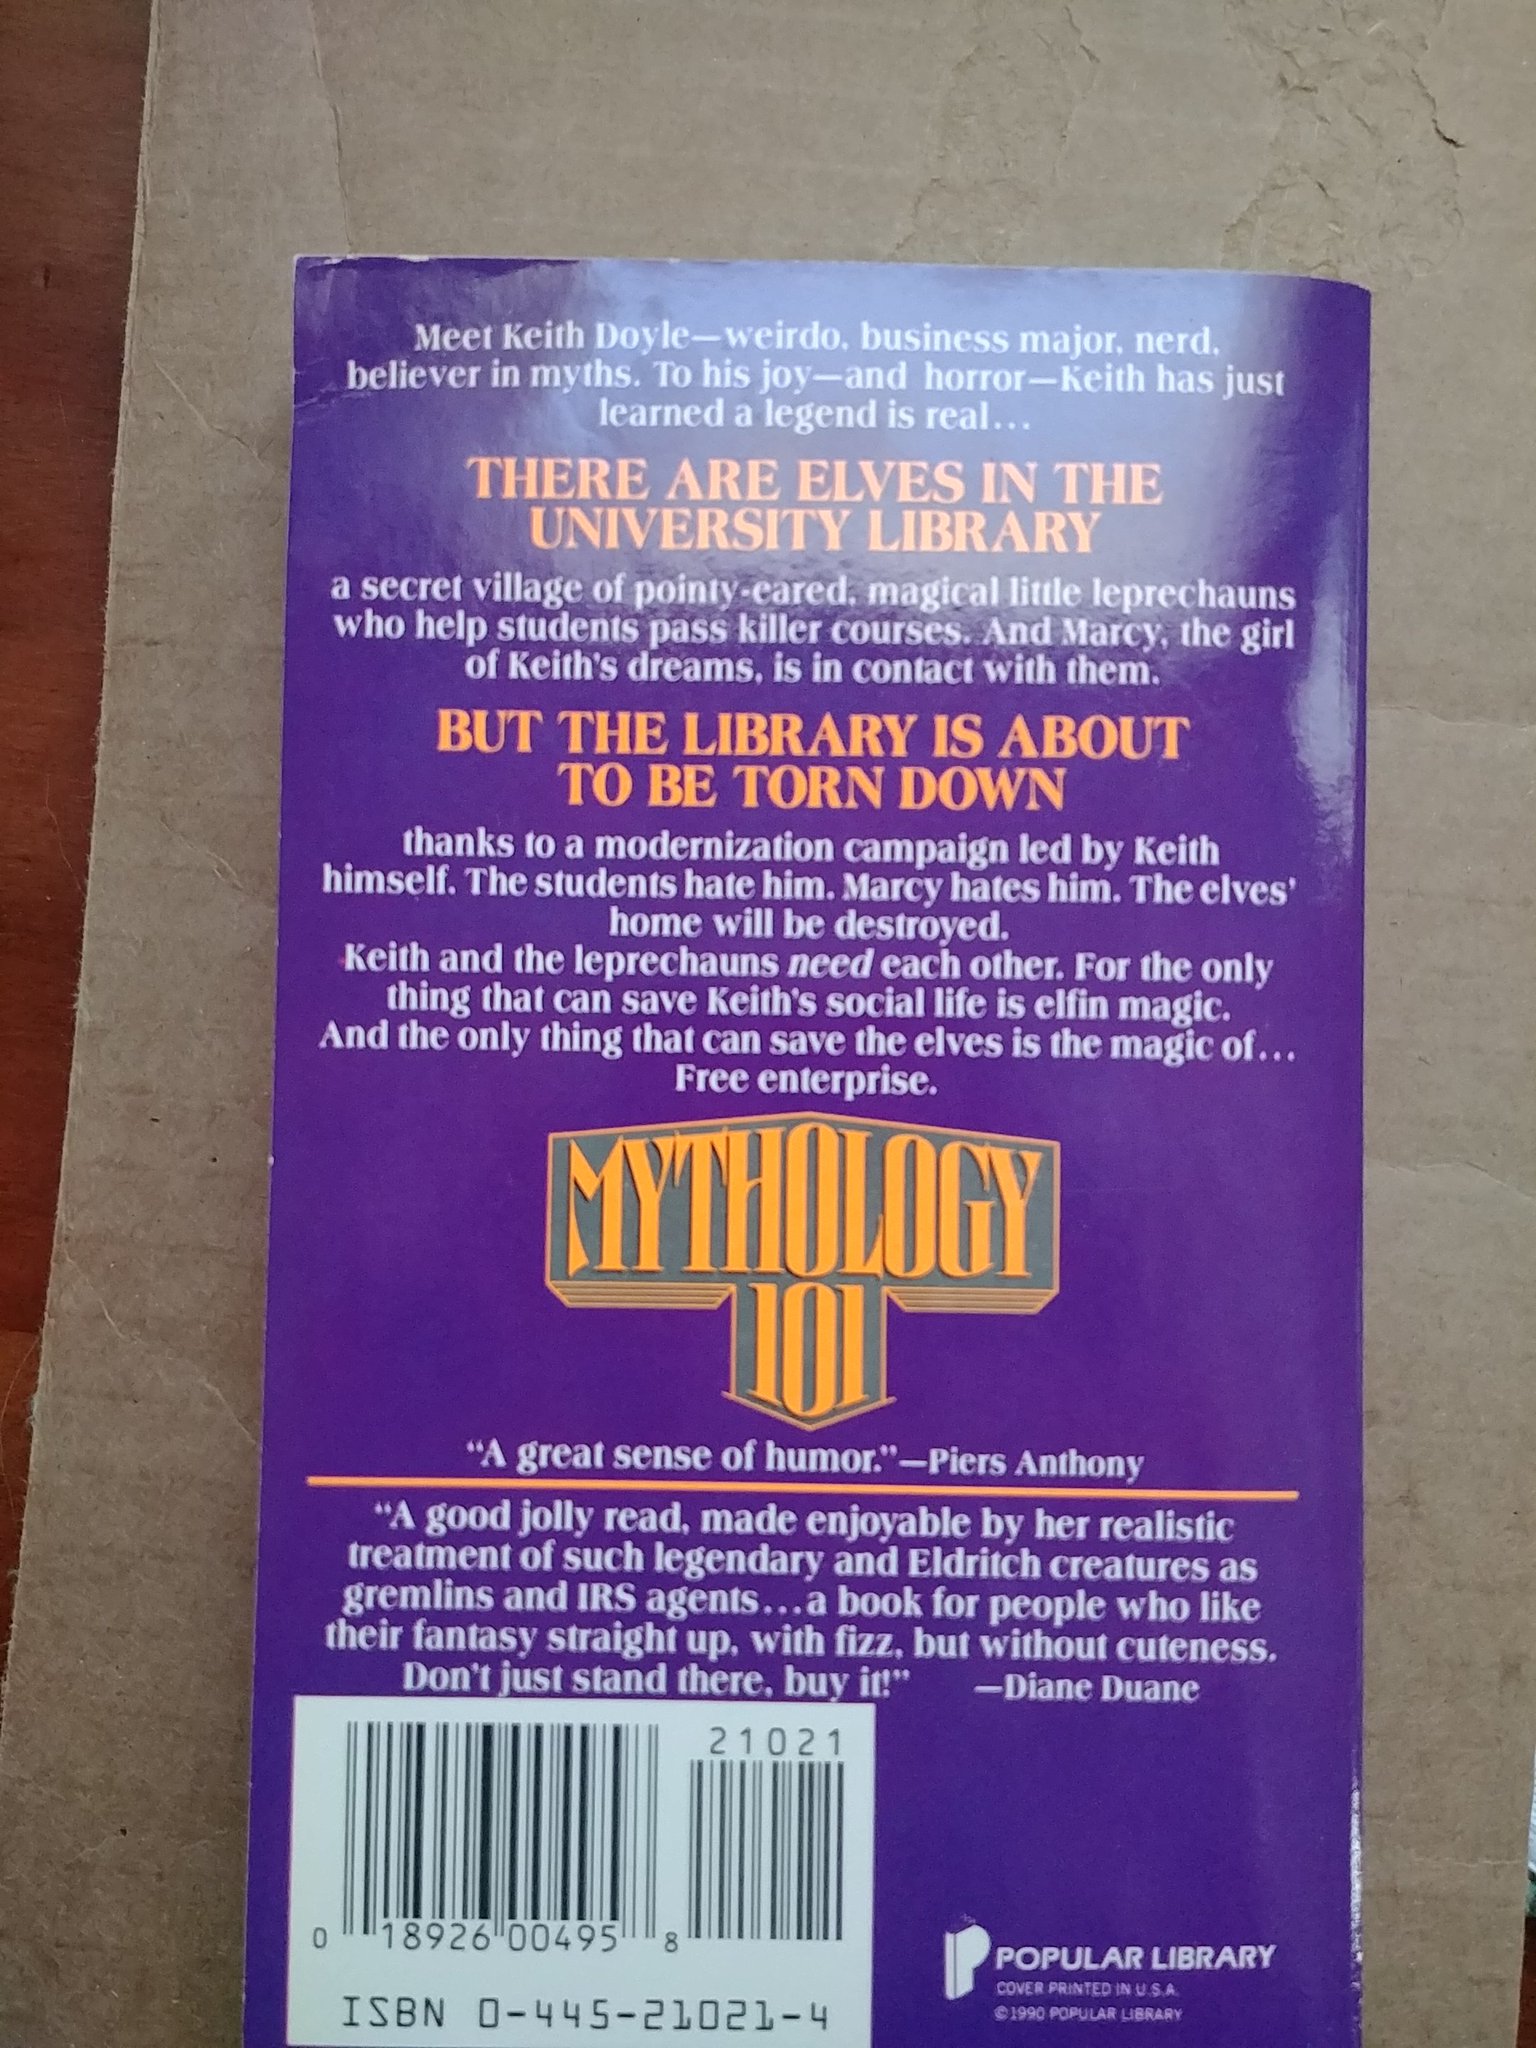 Meet Keith Doyle—weirdo, business major, nerd,
believer in myths. To his joy—and horror—Keith has just
learned a legend is real...
THERE ARE ELVES IN THE
UNIVERSITY LIBRARY
a secret village of pointy-eared, magical little leprechauns
who help students pass killer courses. And Marcy, the girl
of Keith's dreams, is in contact with them.
BUT THE LIBRARY IS ABOUT
TO BE TORN DOWN
thanks to a modernization campaign led by Keith
himself. The students hate him. Marcy hates him. The elves'
home will be destroyed.
Keith and the leprechauns need each other. For the only
thing that can save Keith's social life is elfin magic.
And the only thing that can save the elves is the magic of...
Free enterprise.
MYTHOLOGY
101
“A great sense of humor.”—Piers Anthony
“A good jolly read, made enjoyable by her realistic
treatment of such legendary and Eldritch creatures as
gremlins and IRS agents...a book for people who like
their fantasy straight up, with fizz, but without cuteness.
Don't just stand there, buy it!” —Diane Duane
21021
0 18926 00495 8
ISBN 0-445-21021-4
POPULAR LIBRARY
COVER PRINTED IN U.S.A.
©1990 POPULAR LIBRARY